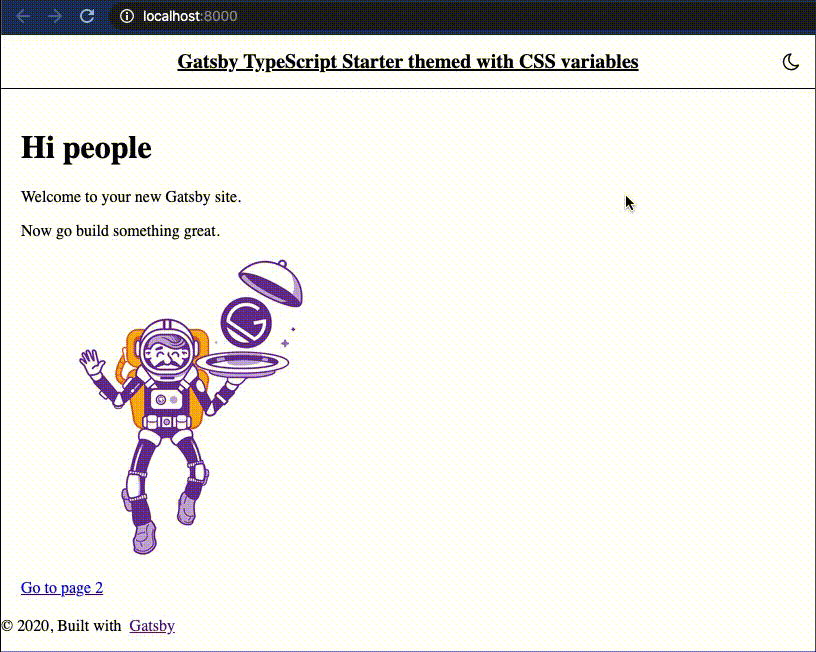 localhost:8000
Gatsby TypeScript Starter themed with CSS variables
Hi people
Welcome to your new Gatsby site.
Now go build something great.
Go to page 2
© 2020, Built with Gatsby